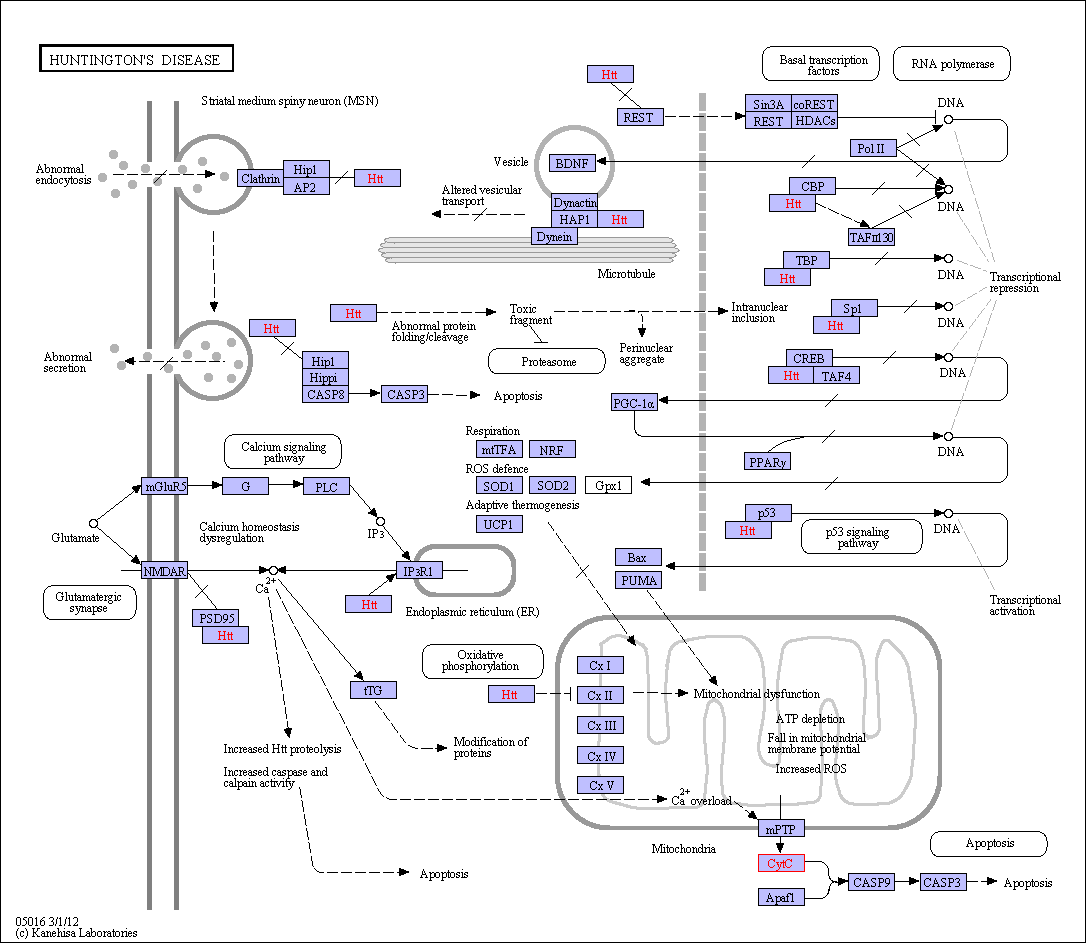 HUNTINGTON'S DISEASE
Striatal medium spiny neuron (MSN)
Htt
REST
Sin3A coREST
REST HDACs
Basal transcription
factors
RNA polymerase
DNA
Pol II
Vesicle
BDNF
Abnormal
endocytosis
Clathrin
Hip1
AP2
Htt
Altered vesicular
transport
Dynactin
HAP1
Htt
Dynein
Microtubule
CBP
Htt
DNA
TAFII130
TBP
Htt
DNA
Transcriptional
repression
Htt
Abnormal protein
folding/cleavage
Toxic
fragment
Intranuclear
inclusion
Sp1
Htt
DNA
Proteasome
Perinuclear
aggregate
Abnormal
secretion
Htt
Hip1
Hippi
CASP8
CASP3
Apoptosis
CREB
Htt
TAF4
DNA
PGC-1α
PPARγ
DNA
Respiration
mtTFA
NRF
ROS defence
SOD1
SOD2
Gpx1
Adaptive thermogenesis
UCP1
Calcium signaling
pathway
mGluR5
G
PLC
IP3
Glutamate
Calcium homeostasis
dysregulation
NMDAR
Ca2+
IP3R1
Htt
Endoplasmic reticulum (ER)
Glutamatergic
synapse
PSD95
Htt
p53
Htt
DNA
p53 signaling
pathway
Bax
PUMA
Transcriptional
activation
Oxidative
phosphorylation
Htt
Cx I
Cx II
Cx III
Cx IV
Cx V
Mitochondrial dysfunction
ATP depletion
Fall in mitochondrial
membrane potential
Increased ROS
tTG
Modification of
proteins
Increased Htt proteolysis
Increased caspase and
calpain activity
Apoptosis
Ca2+ overload
mPTP
Mitochondria
CytC
Apaf1
CASP9
CASP3
Apoptosis
Apoptosis
05016 3/1/12
(c) Kanehisa Laboratories